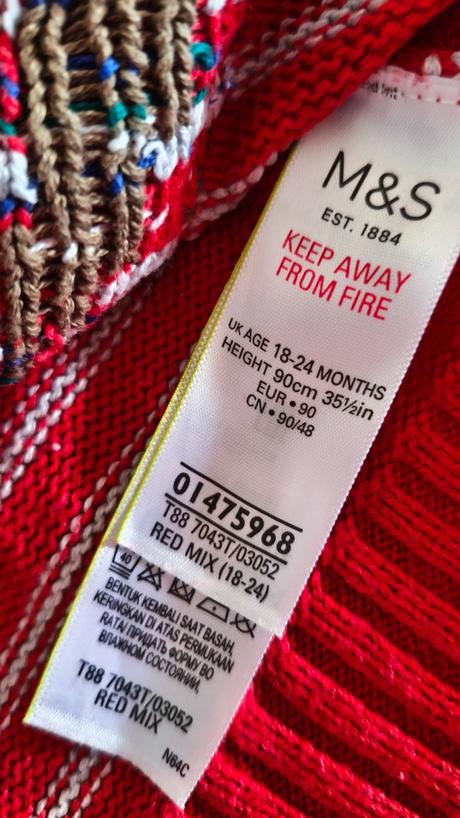 M&S
EST. 1884
KEEP AWAY
FROM FIRE
UK AGE 18-24 MONTHS
HEIGHT 90cm 35½in
EUR • 90
CN • 90/48
01475968
T88 7043T/03052
RED MIX (18-24)
40
BENTUK KEMBALI SAAT BASAH,
KERINGKAN DI ATAS PERMUKAAN
RATA/ ПРИДАТЬ ФОРМУ ВО
ВЛАЖНОМ СОСТОЯНИИ,
T88 7043T/03052
RED MIX
N64C